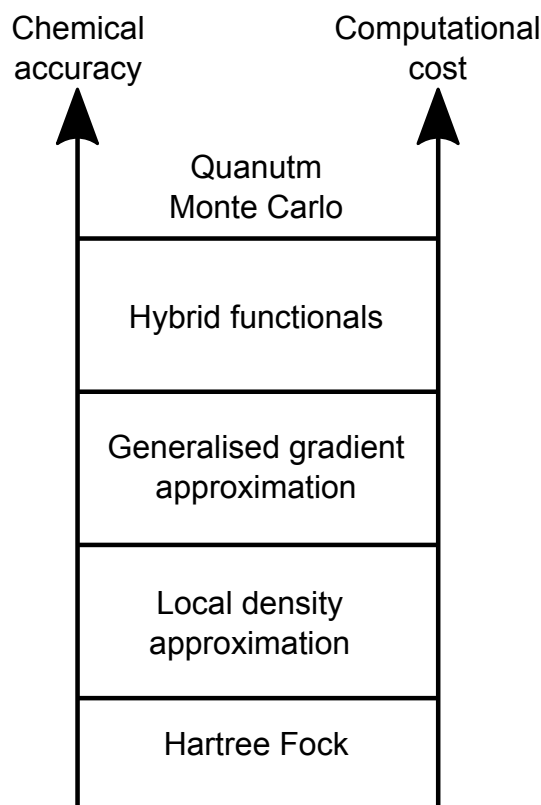 Chemical
accuracy
Computational
cost
Quanutm
Monte Carlo
Hybrid functionals
Generalised gradient
approximation
Local density
approximation
Hartree Fock